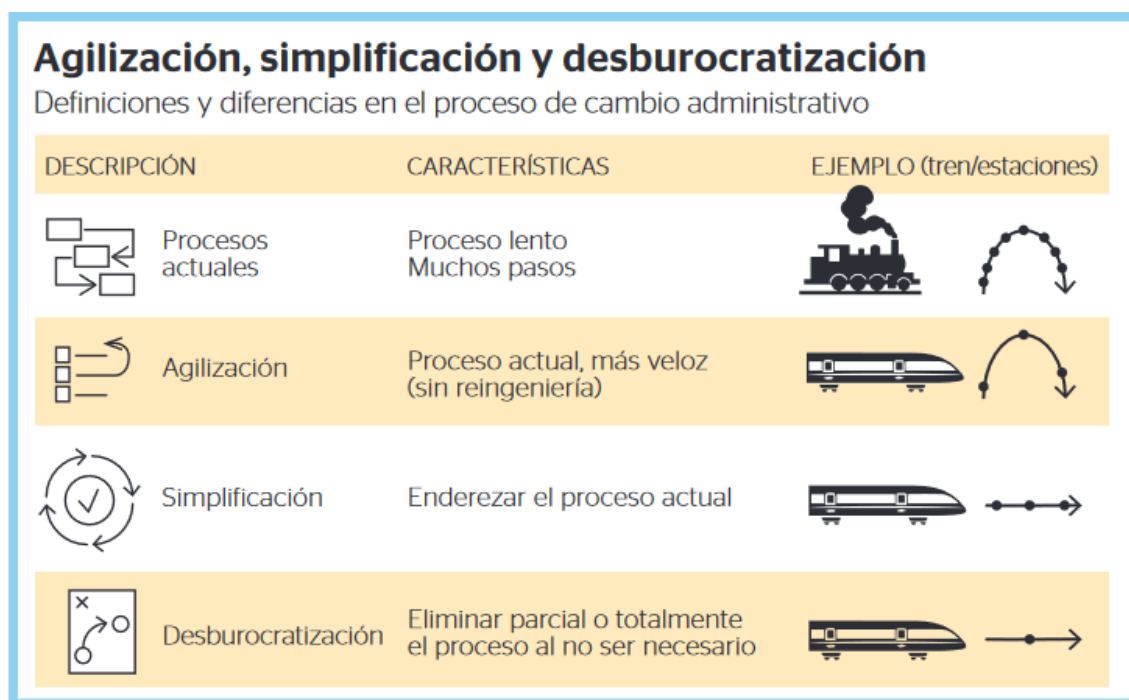 Agilización, simplificación y desburocratización
Definiciones y diferencias en el proceso de cambio administrativo
DESCRIPCIÓN CARACTERÍSTICAS EJEMPLO (tren/estaciones)
Procesos
actuales
Proceso lento
Muchos pasos
Agilización
Proceso actual, más veloz
(sin reingeniería)
Simplificación
Enderezar el proceso actual
Desburocratización
Eliminar parcial o totalmente
el proceso al no ser necesario